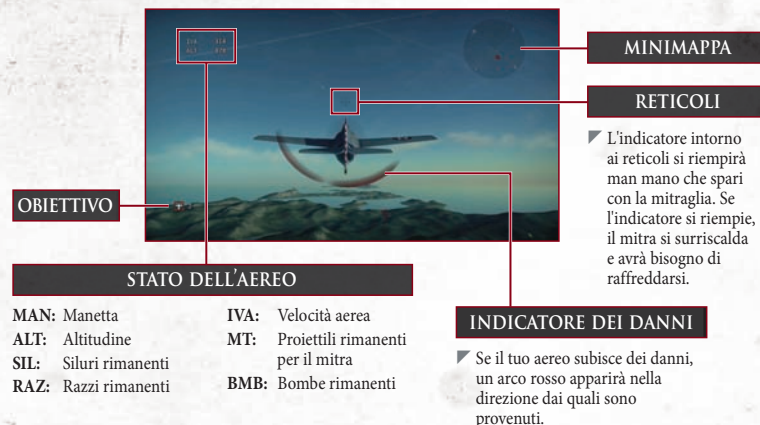 MINIMAPPA
RETICOLI
L'indicatore intorno
ai reticoli si riempirà
man mano che spari
con la mitraglia. Se
l'indicatore si riempie,
il mitra si surriscalda
e avrà bisogno di
raffreddarsi.
OBIETTIVO
STATO DELL'AEREO
MAN: Manetta
ALT: Altitudine
SIL: Siluri rimanenti
RAZ: Razzi rimanenti
IVA: Velocità aerea
MT: Proiettili rimanenti
per il mitra
BMB: Bombe rimanenti
INDICATORE DEI DANNI
Se il tuo aereo subisce dei danni,
un arco rosso apparirà nella
direzione dai quali sono
provenuti.